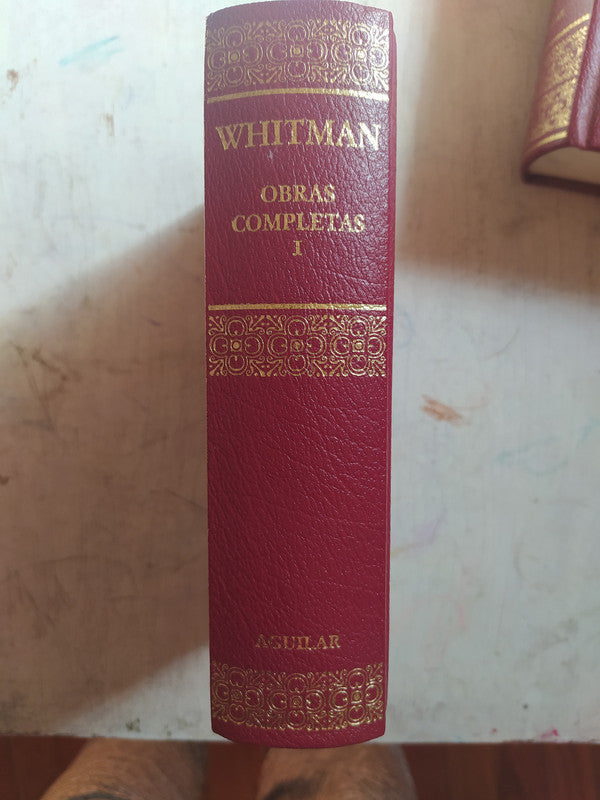 WHITMAN
OBRAS
COMPLETAS
I
AGUILAR